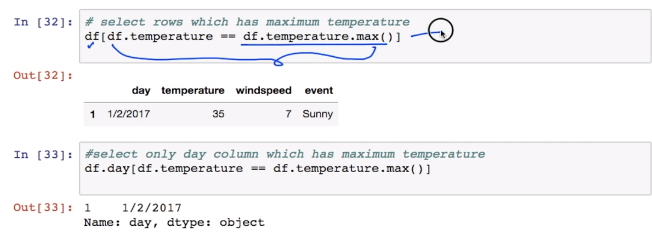 In [32]: # select rows which has maximum temperature
df[df.temperature == df.temperature.max()]
Out[32]:
day temperature windspeed event
1 1/2/2017 35 7 Sunny
In [33]: #select only day column which has maximum temperature
df.day[df.temperature == df.temperature.max()]
Out[33]: 1 1/2/2017
Name: day, dtype: object